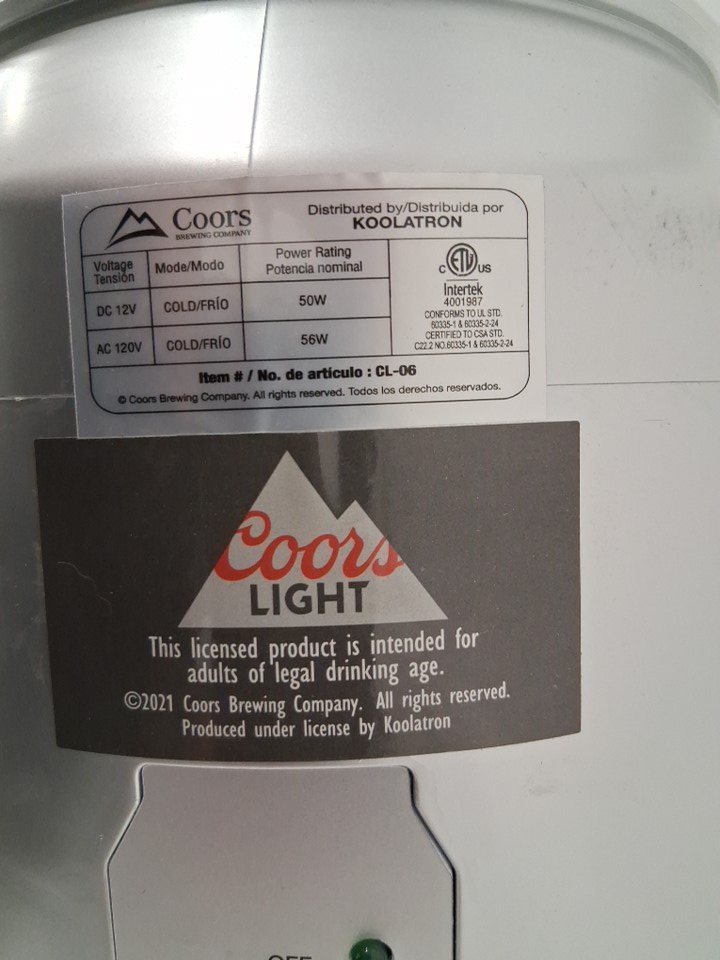 Coors
BREWING COMPANY
Distributed by/Distribuida por
KOOLATRON
Voltage
Tensión
Mode/Modo
Power Rating
Potencia nominal
DC 12V
COLD/FRÍO
50W
AC 120V
COLD/FRÍO
56W
C ETL US
Intertek
4001987
CONFORMS TO UL STD.
60335-1 & 60335-2-24
CERTIFIED TO CSA STD.
C22.2 NO.60335-1 & 60335-2-24
Item # / No. de artículo : CL-06
© Coors Brewing Company. All rights reserved. Todos los derechos reservados.
Coors
LIGHT
This licensed product is intended for
adults of legal drinking age.
©2021 Coors Brewing Company. All rights reserved.
Produced under license by Koolatron
OFF